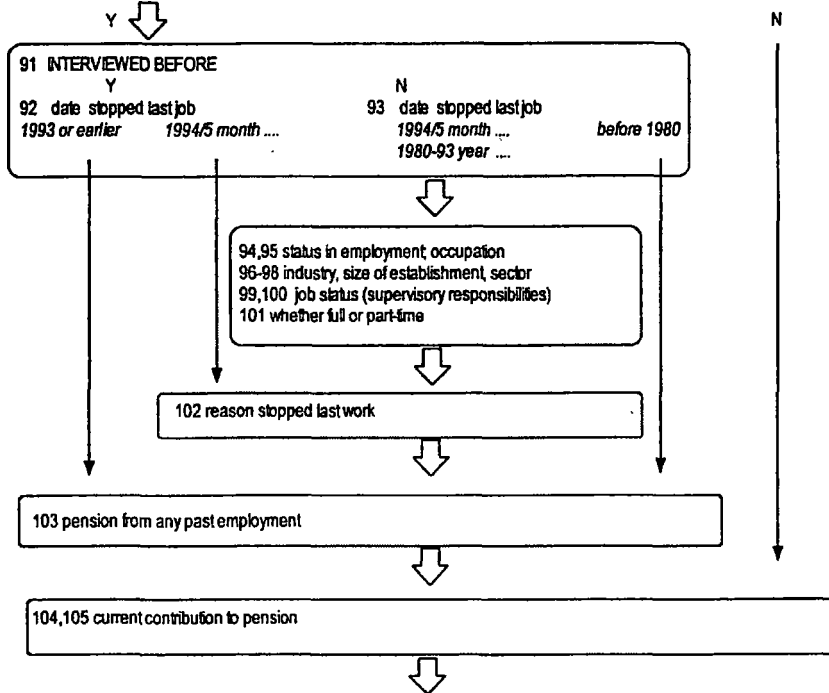 Y
N
91 INTERVIEWED BEFORE
Y
N
92 date stopped last job
93 date stopped last job
1993 or earlier
1994/5 month ....
1994/5 month ....
before 1980
1980-93 year ....
94,95 status in employment, occupation
96-98 industry, size of establishment, sector
99,100 job status (supervisory responsibilities)
101 whether full or part-time
102 reason stopped last work
103 pension from any past employment
104,105 current contribution to pension